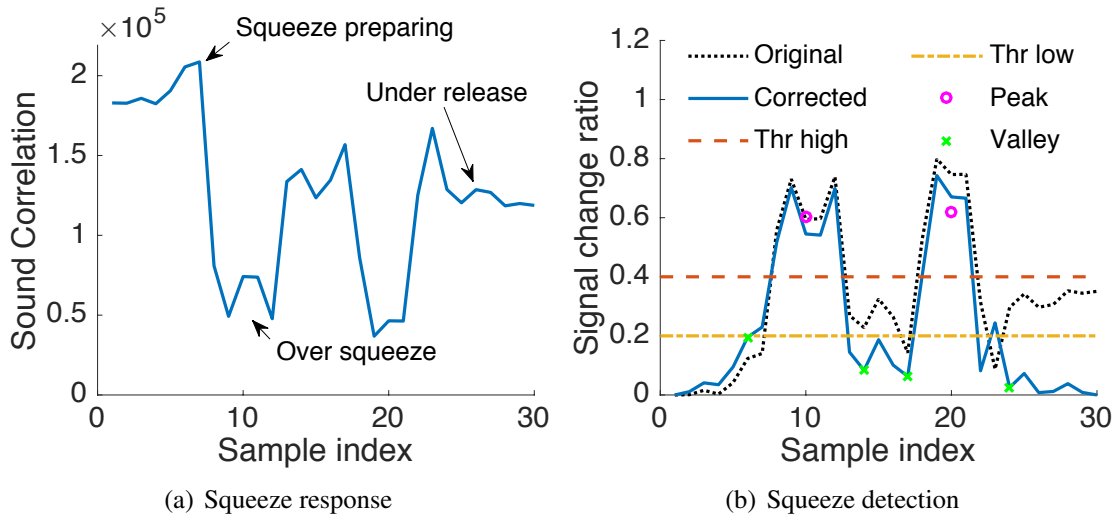 ×10^5
Squeeze preparing
Under release
Over squeeze
Sound Correlation
2
1.5
1
0.5
0
0
10
20
30
Sample index
(a) Squeeze response
Original
Corrected
Thr high
Thr low
Peak
Valley
Signal change ratio
1.2
1
0.8
0.6
0.4
0.2
0
0
10
20
30
Sample index
(b) Squeeze detection